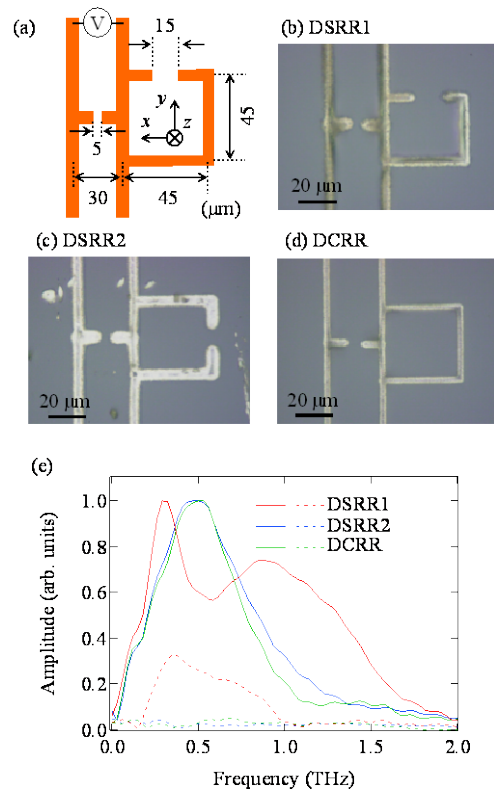 (a)
V
15
y
x
z
45
5
30
45
(μm)
(b) DSRR1
20 μm
(c) DSRR2
20 μm
(d) DCRR
20 μm
(e)
DSRR1
DSRR2
DCRR
Amplitude (arb. units)
1.0
0.8
0.6
0.4
0.2
0.0
0.0
0.5
1.0
1.5
2.0
Frequency (THz)